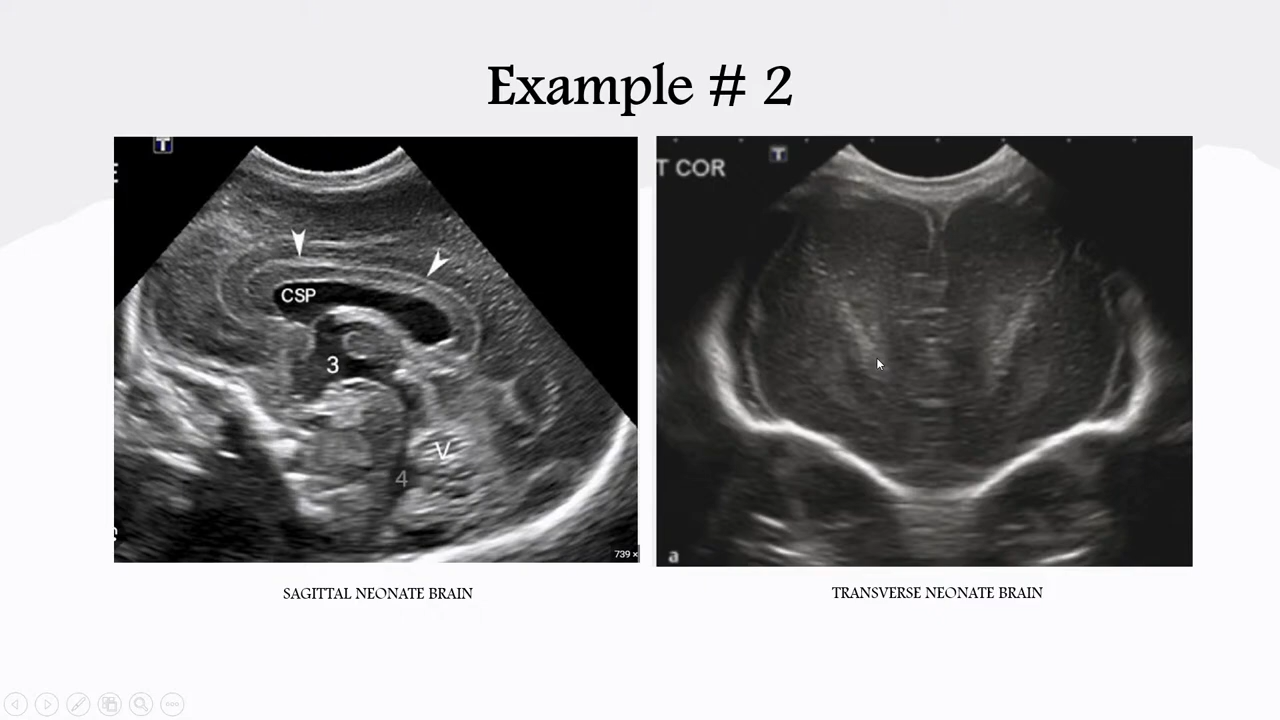 Example # 2
T
E
CSP
3
V
4
739 ×
T COR
T
a
SAGITTAL NEONATE BRAIN
TRANSVERSE NEONATE BRAIN